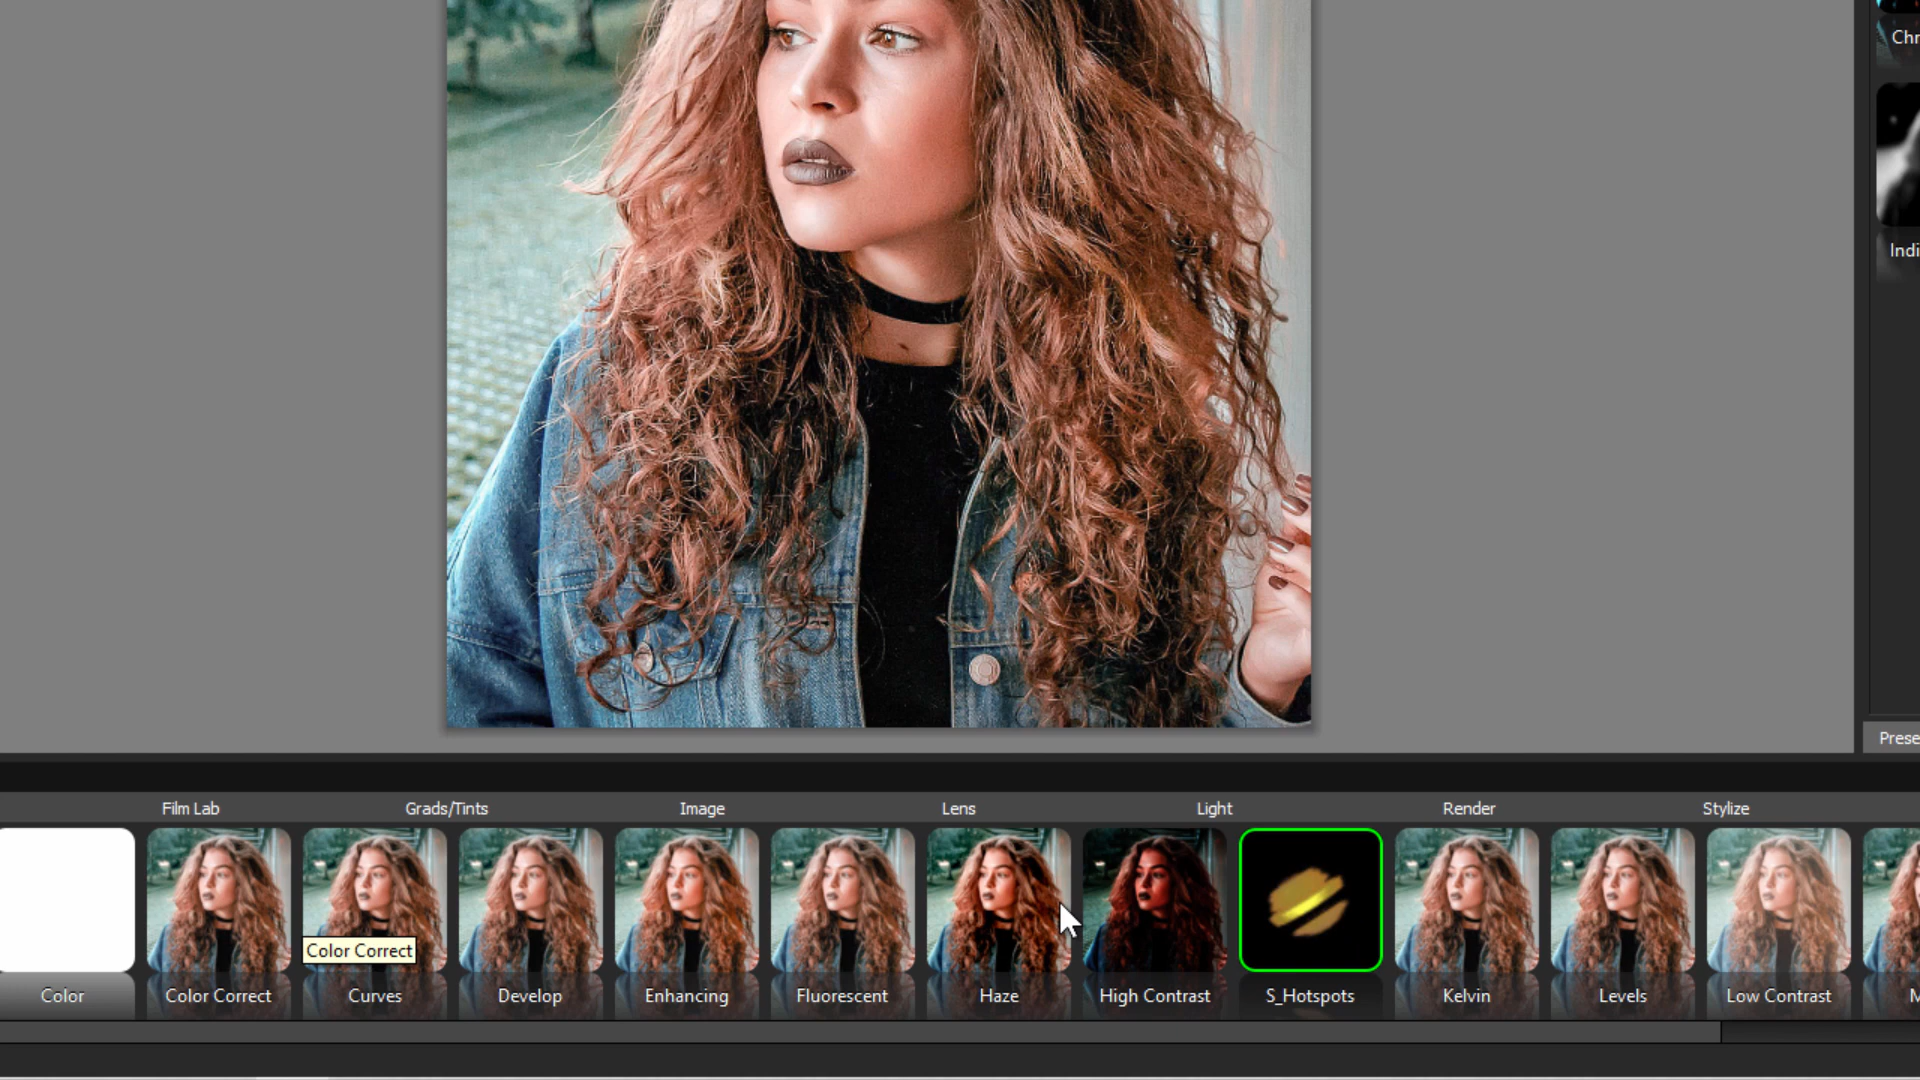 Chr
Indi
Prese
Film Lab
Grads/Tints
Image
Lens
Light
Render
Stylize
Color Correct
Color
Color Correct
Curves
Develop
Enhancing
Fluorescent
Haze
High Contrast
S_Hotspots
Kelvin
Levels
Low Contrast
M